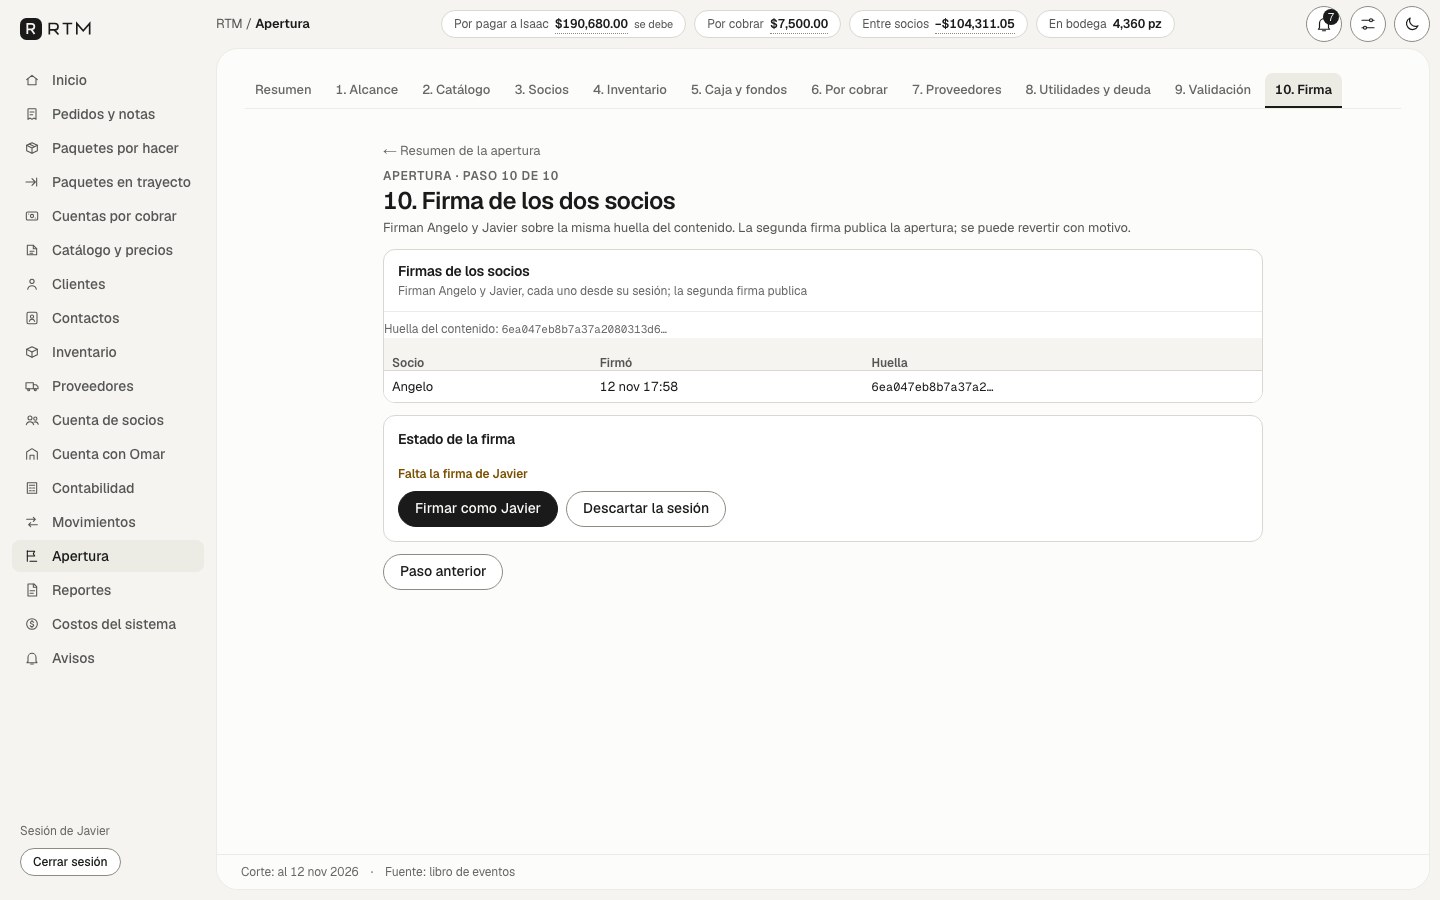 R RTM
RTM / Apertura
Por pagar a Isaac $190,680.00 se debe
Por cobrar $7,500.00
Entre socios −$104,311.05
En bodega 4,360 pz
7
Inicio
Pedidos y notas
Paquetes por hacer
Paquetes en trayecto
Cuentas por cobrar
Catálogo y precios
Clientes
Contactos
Inventario
Proveedores
Cuenta de socios
Cuenta con Omar
Contabilidad
Movimientos
Apertura
Reportes
Costos del sistema
Avisos
Sesión de Javier
Cerrar sesión
Resumen
1. Alcance
2. Catálogo
3. Socios
4. Inventario
5. Caja y fondos
6. Por cobrar
7. Proveedores
8. Utilidades y deuda
9. Validación
10. Firma
← Resumen de la apertura
APERTURA · PASO 10 DE 10
10. Firma de los dos socios
Firman Angelo y Javier sobre la misma huella del contenido. La segunda firma publica la apertura; se puede revertir con motivo.
Firmas de los socios
Firman Angelo y Javier, cada uno desde su sesión; la segunda firma publica
Huella del contenido: 6ea047eb8b7a37a2080313d6…
Socio Firmó Huella
Angelo 12 nov 17:58 6ea047eb8b7a37a2…
Estado de la firma
Falta la firma de Javier
Firmar como Javier
Descartar la sesión
Paso anterior
Corte: al 12 nov 2026 · Fuente: libro de eventos